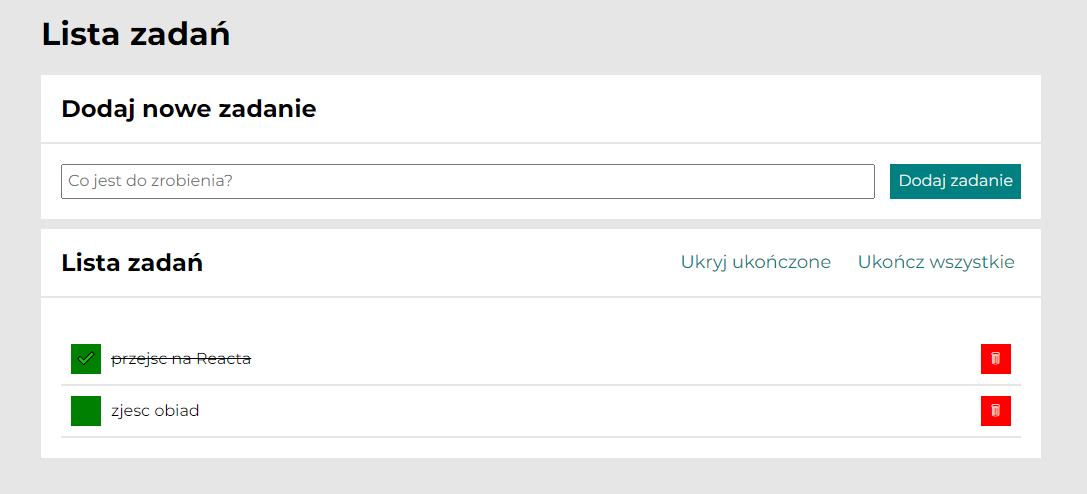 Lista zadań
Dodaj nowe zadanie
Co jest do zrobienia?
Dodaj zadanie
Lista zadań
Ukryj ukończone
Ukończ wszystkie
przejsc na Reacta
zjesc obiad